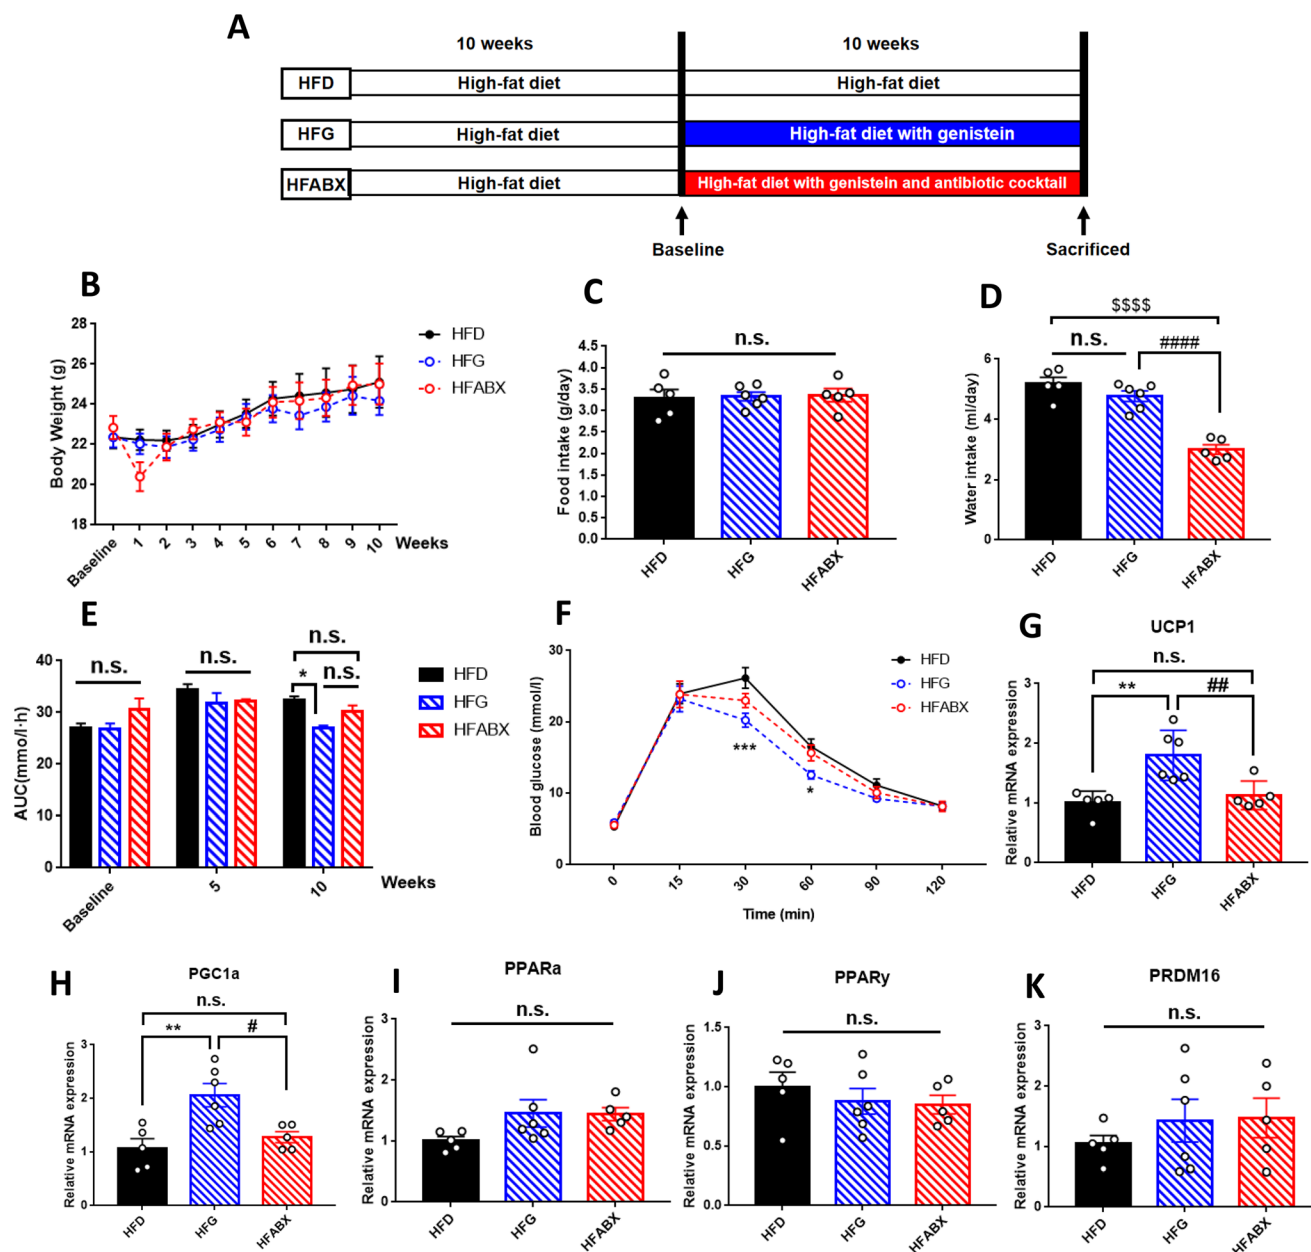 A
10 weeks 10 weeks
HFD High-fat diet High-fat diet
HFG High-fat diet High-fat diet with genistein
HFABX High-fat diet High-fat diet with genistein and antibiotic cocktail
Baseline Sacrificed
B
Body Weight (g)
28
26
24
22
20
18
Baseline 1 2 3 4 5 6 7 8 9 10 Weeks
HFD
HFG
HFABX
C
n.s.
Food intake (g/day)
4.5
4.0
3.5
3.0
2.5
2.0
1.5
1.0
0.5
0.0
HFD HFG HFABX
D
$$$$
n.s. ####
Water intake (ml/day)
6
4
2
0
HFD HFG HFABX
E
n.s. n.s. n.s.
* n.s.
AUC(mmo/l·h)
40
30
20
10
0
Baseline 5 10 Weeks
HFD
HFG
HFABX
F
Blood glucose (mmol/l)
30
20
10
0
***
*
0 15 30 60 90 120
Time (min)
HFD
HFG
HFABX
G
UCP1
n.s.
** ##
Relative mRNA expression
3
2
1
0
HFD HFG HFABX
H
PGC1a
n.s.
** #
Relative mRNA expression
3
2
1
0
HFD HFG HFABX
I
PPARa
n.s.
Relative mRNA expression
3
2
1
0
HFD HFG HFABX
J
PPARy
n.s.
Relative mRNA expression
1.5
1.0
0.5
0.0
HFD HFG HFABX
K
PRDM16
n.s.
Relative mRNA expression
3
2
1
0
HFD HFG HFABX